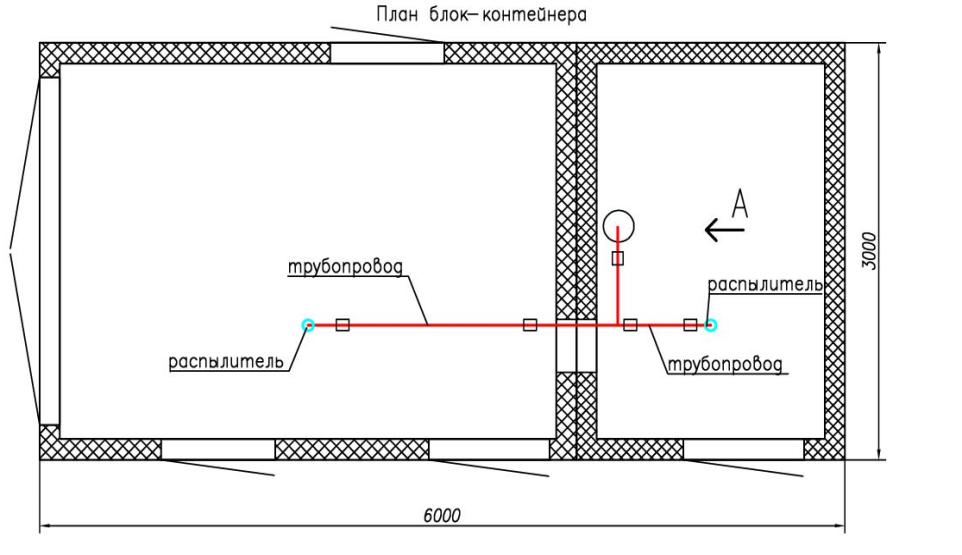 План блок-контейнера
А
3000
трубопровод
распылитель
распылитель
трубопровод
6000